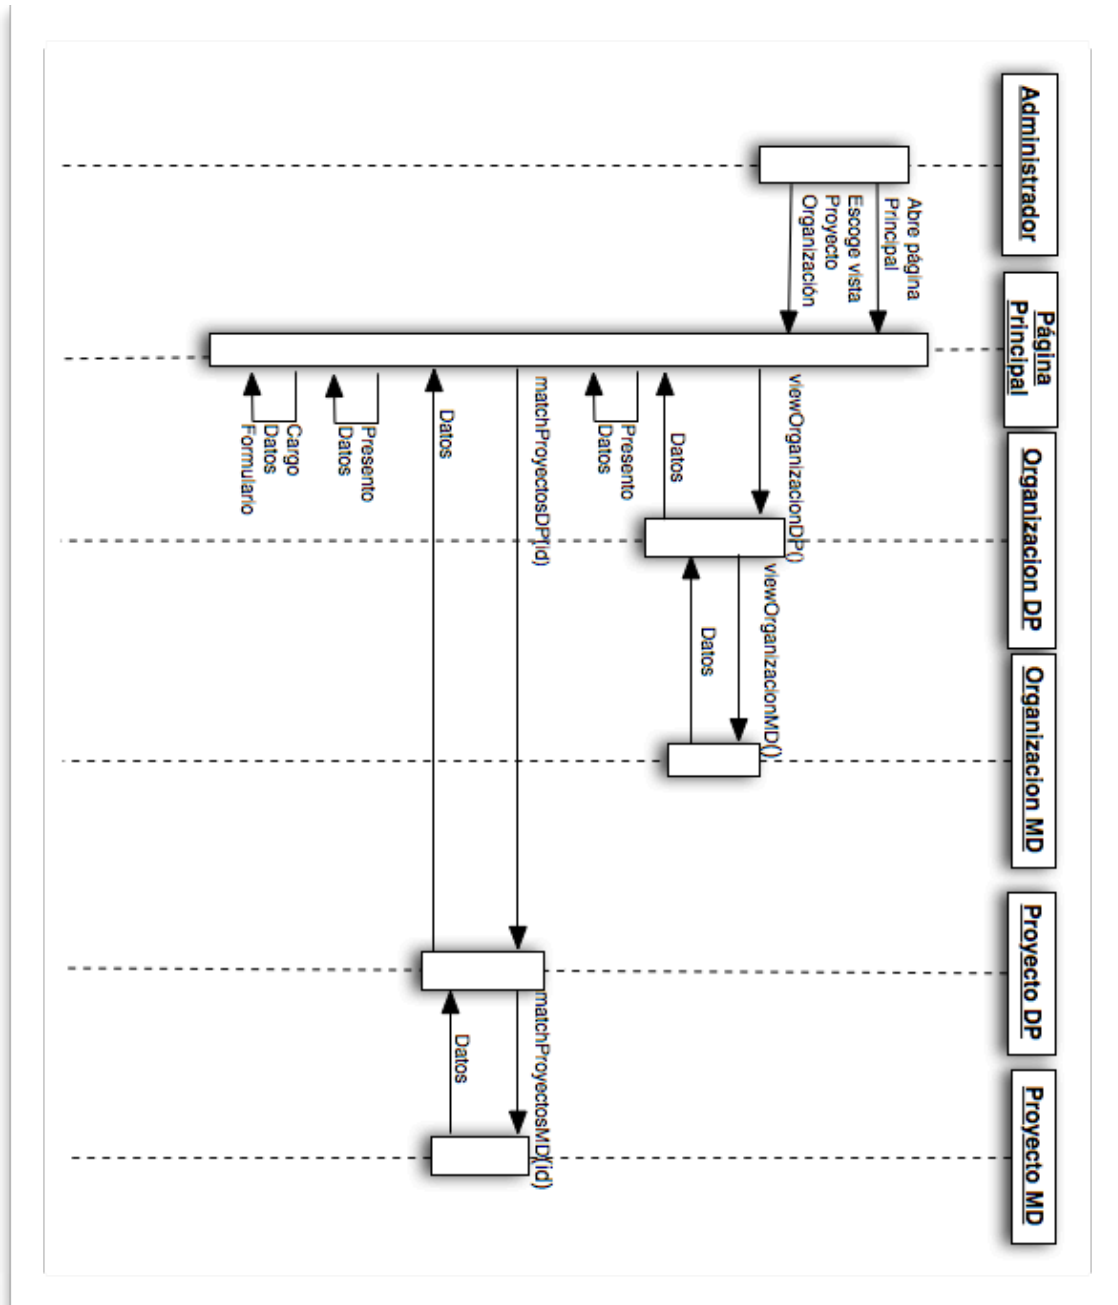 Administrador
Página
Principal
Organizacion DP
Organizacion MD
Proyecto DP
Proyecto MD
Abre página
Principal
Escoge vista
Proyecto
Organización
viewOrganizacionDP()
viewOrganizacionMD()
Datos
Datos
Presento
Datos
matchProyectosDP(id)
matchProyectosMD(id)
Datos
Datos
Presento
Datos
Cargo
Datos
Formulario